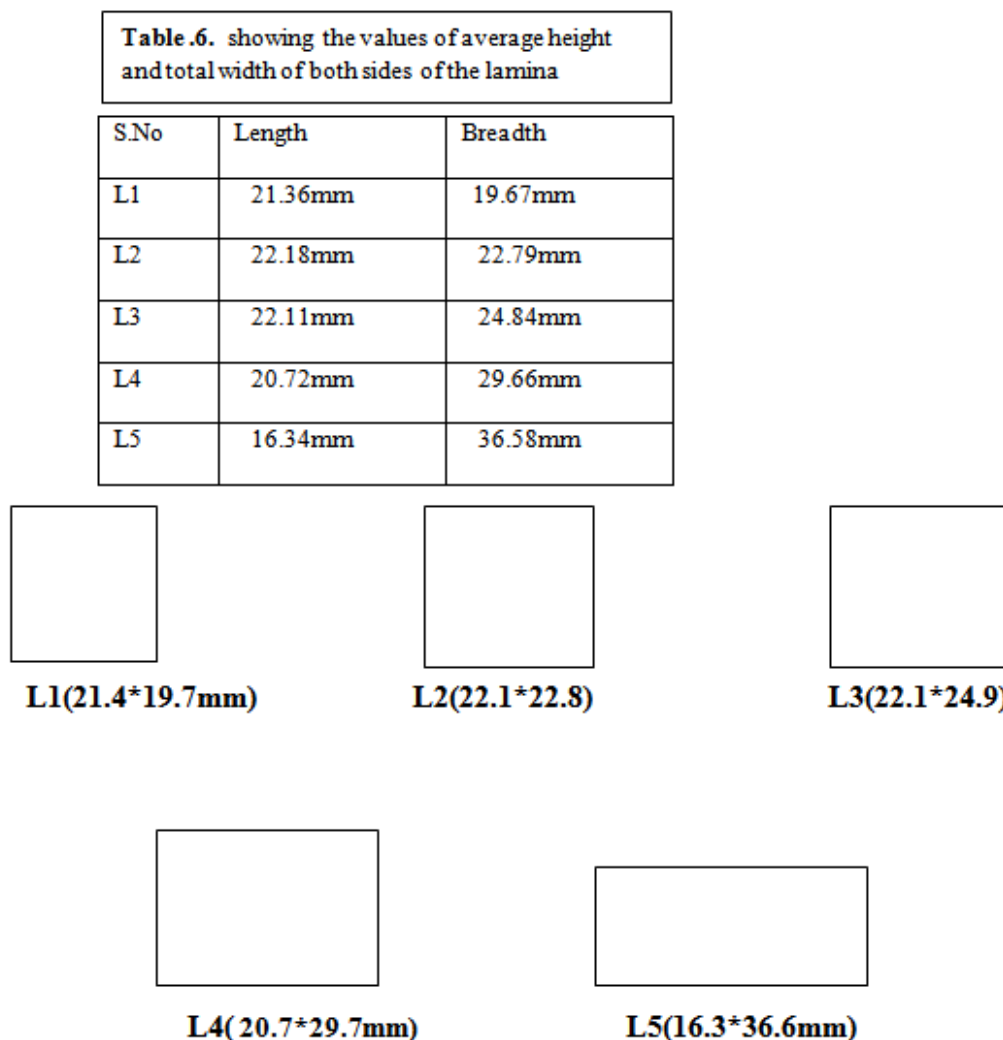 Table.6. showing the values of average height
and total width of both sides of the lamina
S.No Length Breadth
L1 21.36mm 19.67mm
L2 22.18mm 22.79mm
L3 22.11mm 24.84mm
L4 20.72mm 29.66mm
L5 16.34mm 36.58mm
L1(21.4*19.7mm) L2(22.1*22.8) L3(22.1*24.9)
L4( 20.7*29.7mm) L5(16.3*36.6mm)